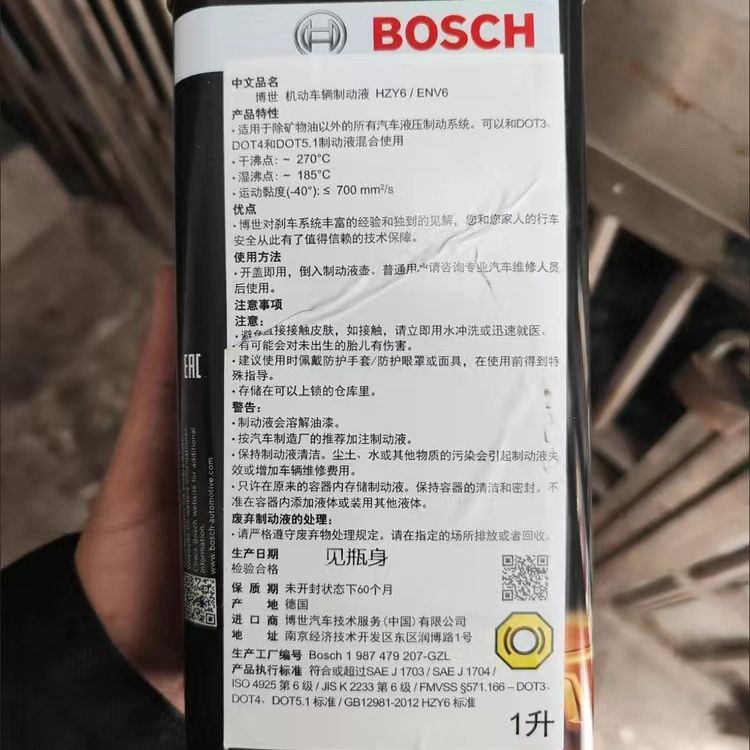 BOSCH
中文品名
博世 机动车辆制动液 HZY6 / ENV6
产品特性
·适用于除矿物油以外的所有汽车液压制动系统。可以和DOT3、
DOT4和DOT5.1制动液混合使用
·干沸点：~ 270°C
·湿沸点：~ 185°C
·运动黏度(-40°)：≤ 700 mm²/s
优点
·博世对刹车系统丰富的经验和独到的见解，您和您家人的行车
安全从此有了值得信赖的技术保障。
使用方法
·开盖即用，倒入制动液壶。普通用户请咨询专业汽车维修人员
后使用。
注意事项
注意：
·避免直接接触皮肤，如接触，请立即用水冲洗或迅速就医。
·有可能会对未出生的胎儿有伤害。
·建议使用时佩戴防护手套/防护眼罩或面具，在使用前得到特
殊指导。
·存储在可以上锁的仓库里。
警告：
·制动液会溶解油漆。
·按汽车制造厂的推荐加注制动液。
·保持制动液清洁。尘土、水或其他物质的污染会引起制动液失
效或增加车辆维修费用。
·只许在原来的容器内存储制动液。保持容器的清洁和密封。不
准在容器内添加液体或装用其他液体。
废弃制动液的处理：
·请严格遵守废弃物处理规定。请在指定的场所排放或者回收。
生产日期 见瓶身
检验合格
保 质 期 未开封状态下60个月
产 地 德国
进 口 商 博世汽车技术服务（中国）有限公司
地 址 南京经济技术开发区东区润博路1号
生产工厂编号 Bosch 1 987 479 207-GZL
产品执行标准 符合或超过SAE J 1703 / SAE J 1704 /
ISO 4925 第 6 级 / JIS K 2233 第 6 级 / FMVSS §571.166 – DOT3、
DOT4、DOT5.1 标准 / GB12981-2012 HZY6 标准
1升
EAC
Check Bosch website for additional
information.
www.bosch-automotive.com